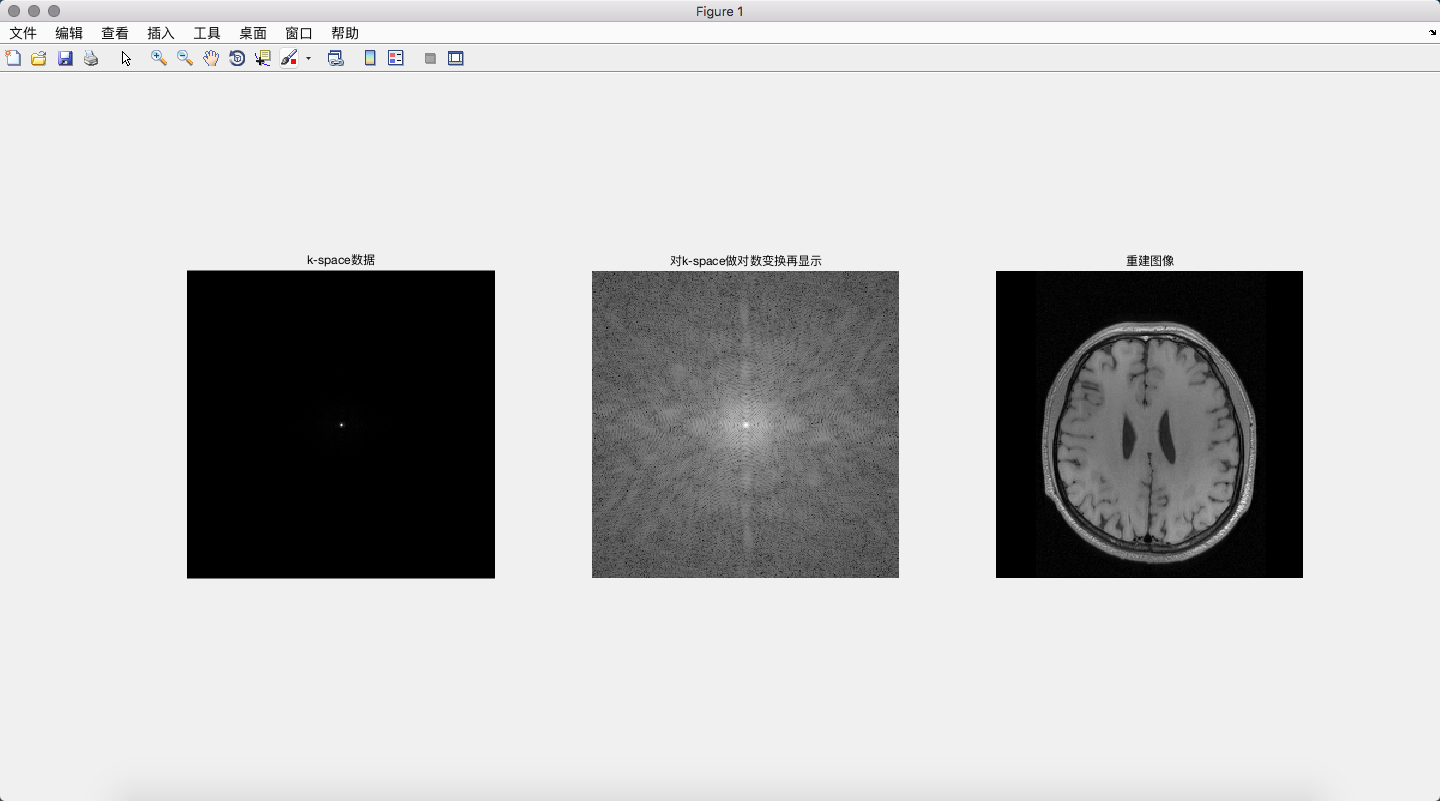 Figure 1
文件 编辑 查看 插入 工具 桌面 窗口 帮助
k-space数据
对k-space做对数变换再显示
重建图像